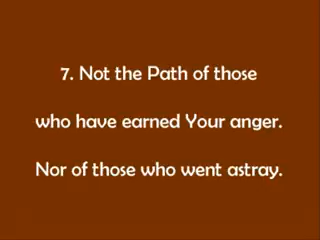 7. Not the Path of those
who have earned Your anger.
Nor of those who went astray.